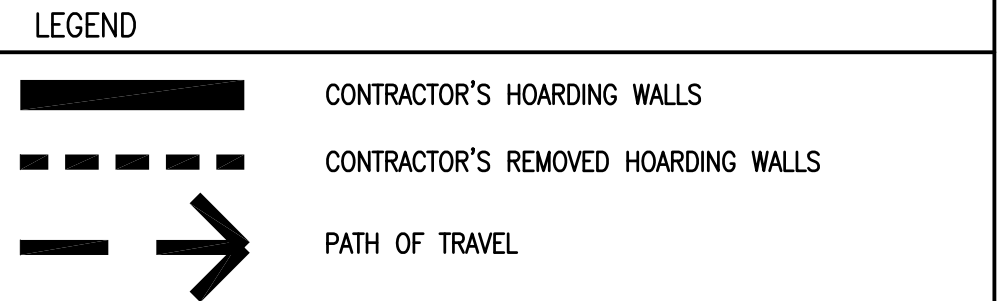 LEGEND
CONTRACTOR'S HOARDING WALLS
CONTRACTOR'S REMOVED HOARDING WALLS
PATH OF TRAVEL